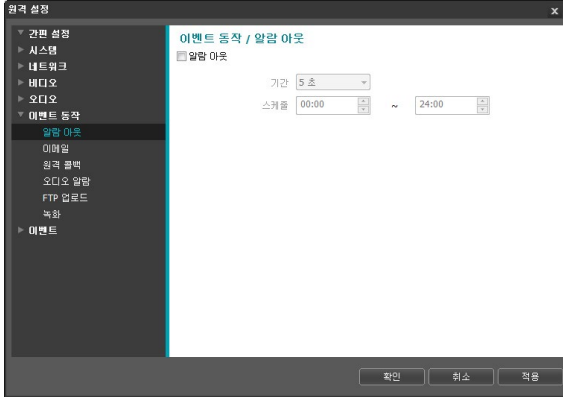 원격 설정
간편 설정
시스템
네트워크
비디오
오디오
이벤트 동작
알람 아웃
이메일
원격 콜백
오디오 알람
FTP 업로드
녹화
이벤트
이벤트 동작 / 알람 아웃
알람 아웃
기간 5 초
스케줄 00:00 ~ 24:00
확인 취소 적용